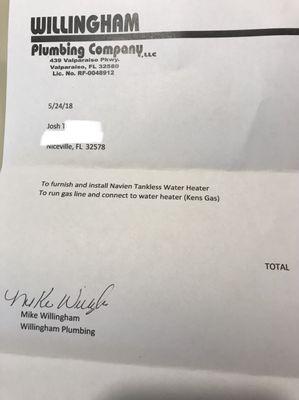 WILLINGHAM
Plumbing Company, LLC
439 Valparaiso Pkwy.
Valparaiso, FL 32580
Lic. No. RF-0048912
5/24/18
Josh T
Niceville, FL 32578
To furnish and install Navien Tankless Water Heater
To run gas line and connect to water heater (Kens Gas)
TOTAL
Mike Willingham
Willingham Plumbing